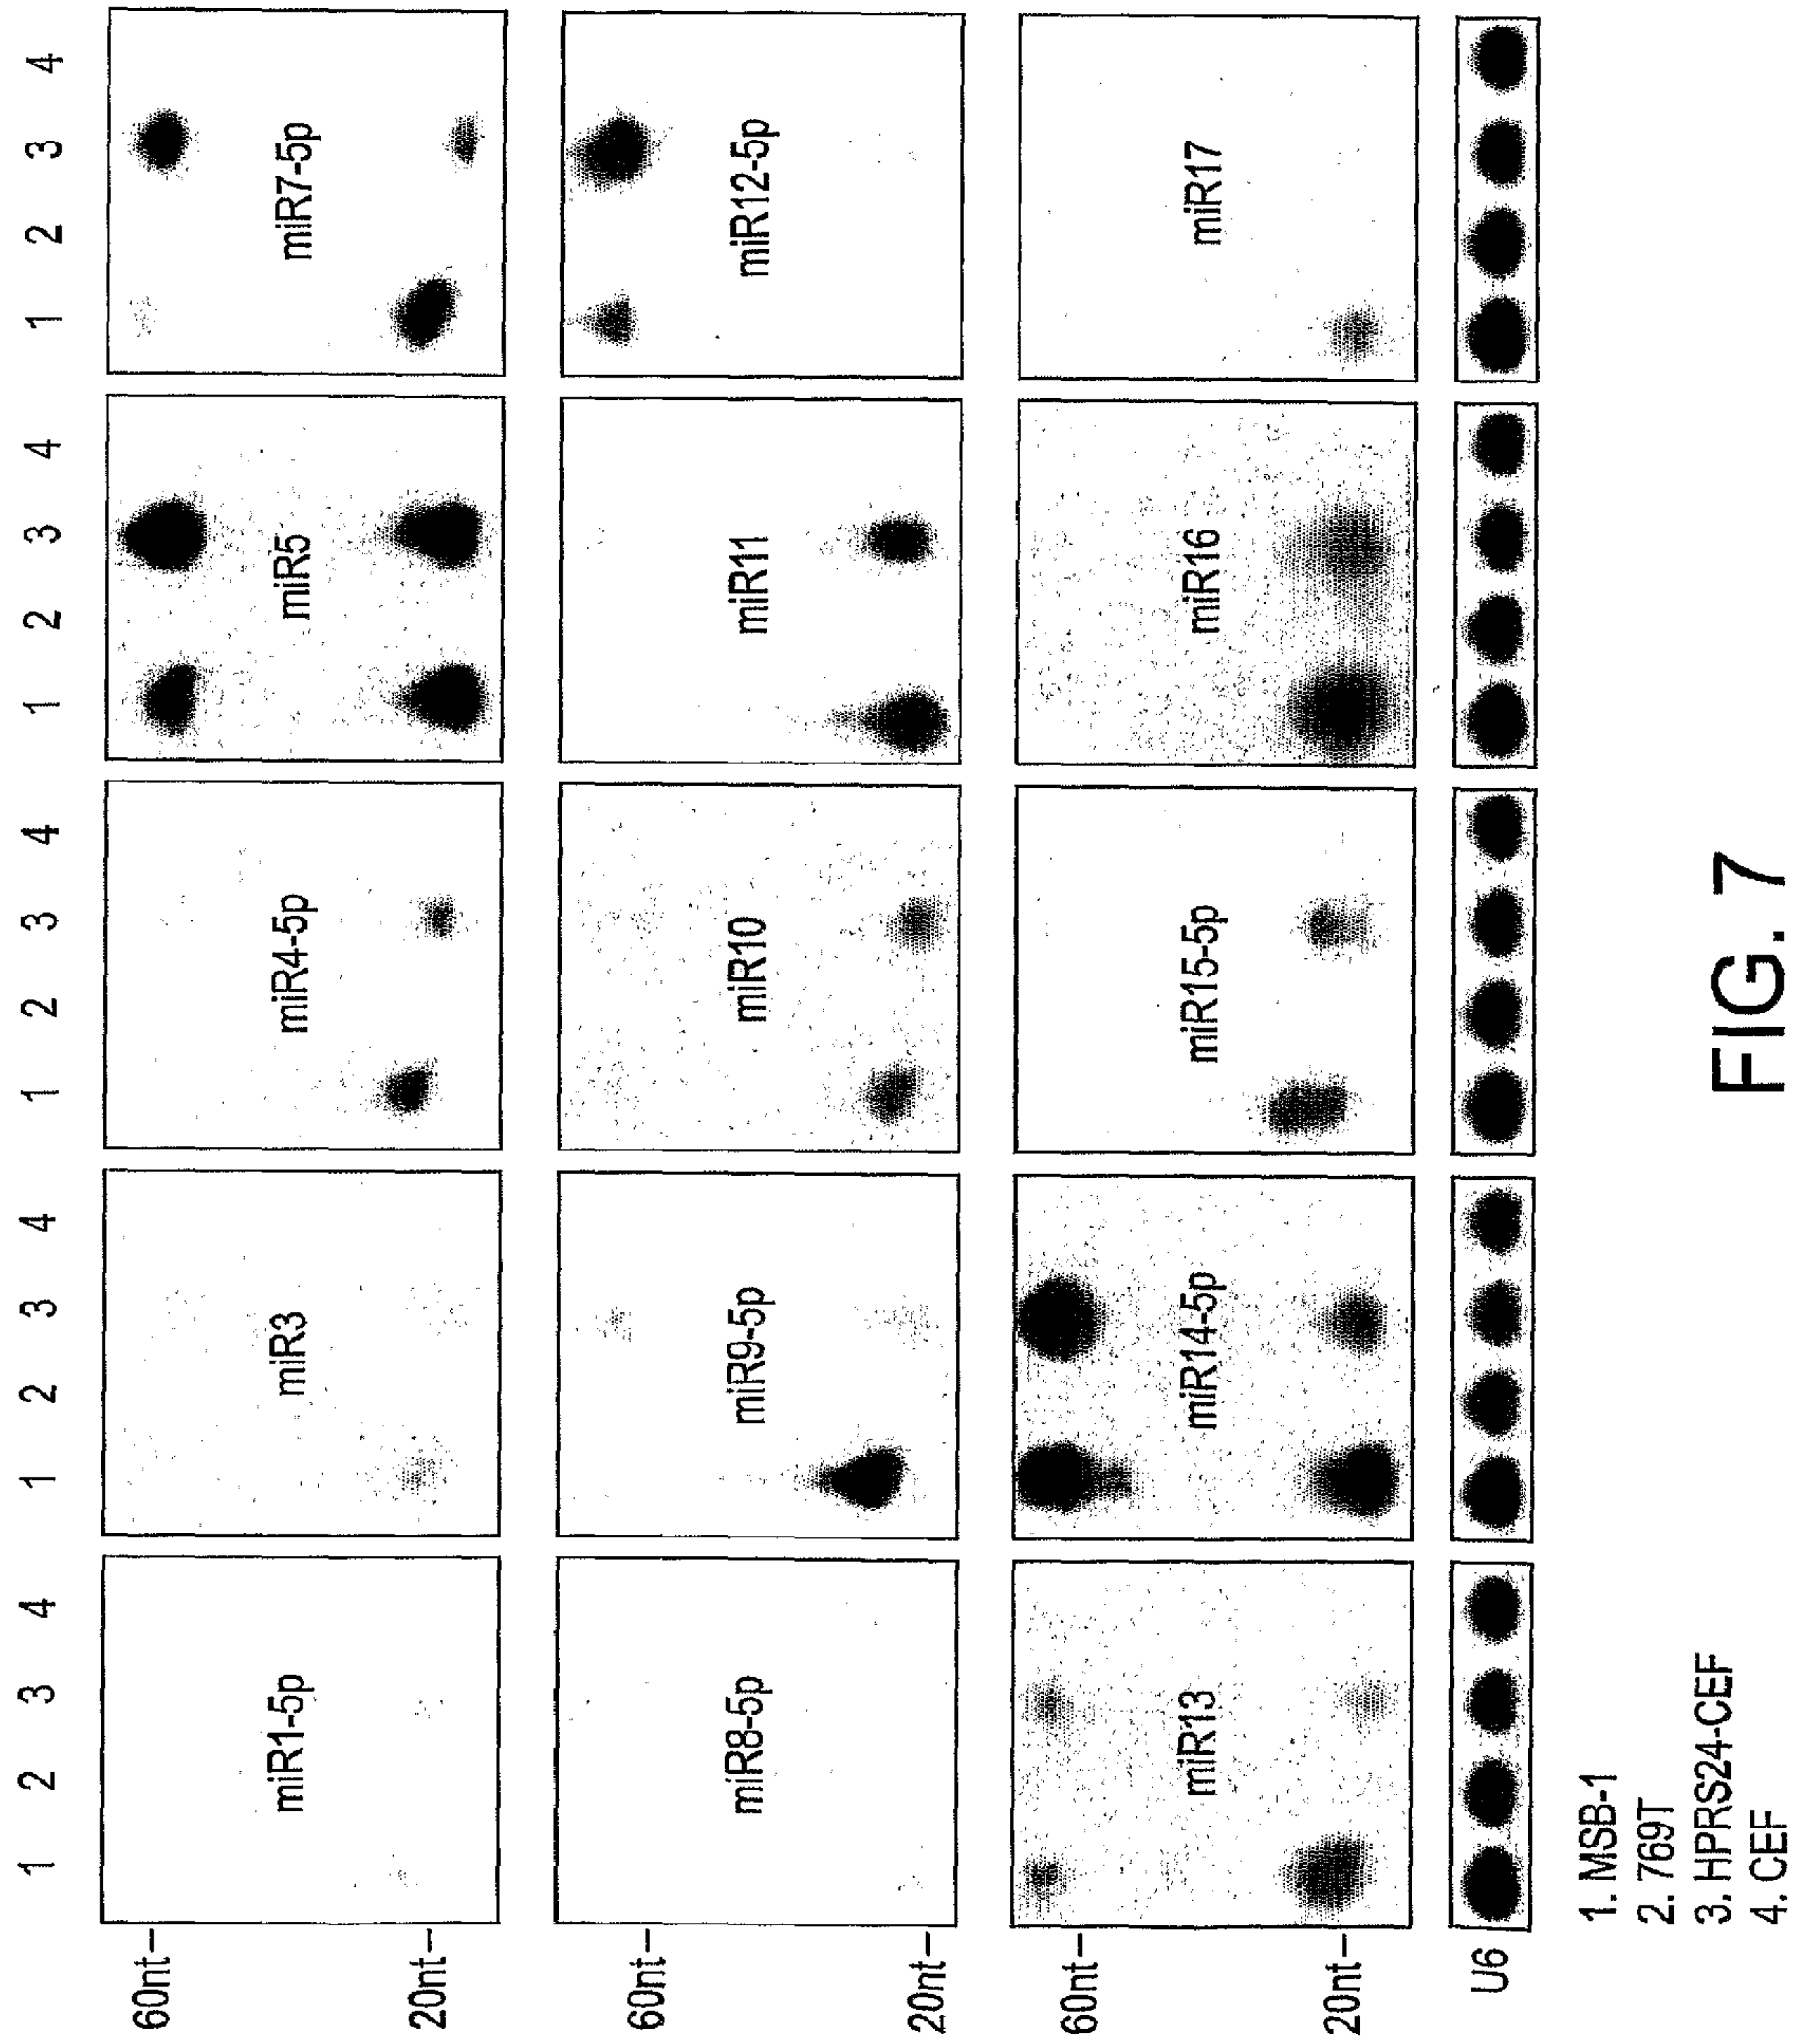 1 2 3 4 1 2 3 4 1 2 3 4 1 2 3 4 1 2 3 4
60nt
miR1-5p miR3 miR4-5p miR5 miR7-5p
20nt
60nt
miR8-5p miR9-5p miR10 miR11 miR12-5p
20nt
60nt
miR13 miR14-5p miR15-5p miR16 miR17
20nt
U6
1. MSB-1
2. 769T
3. HPRS24-CEF
4. CEF
FIG. 7